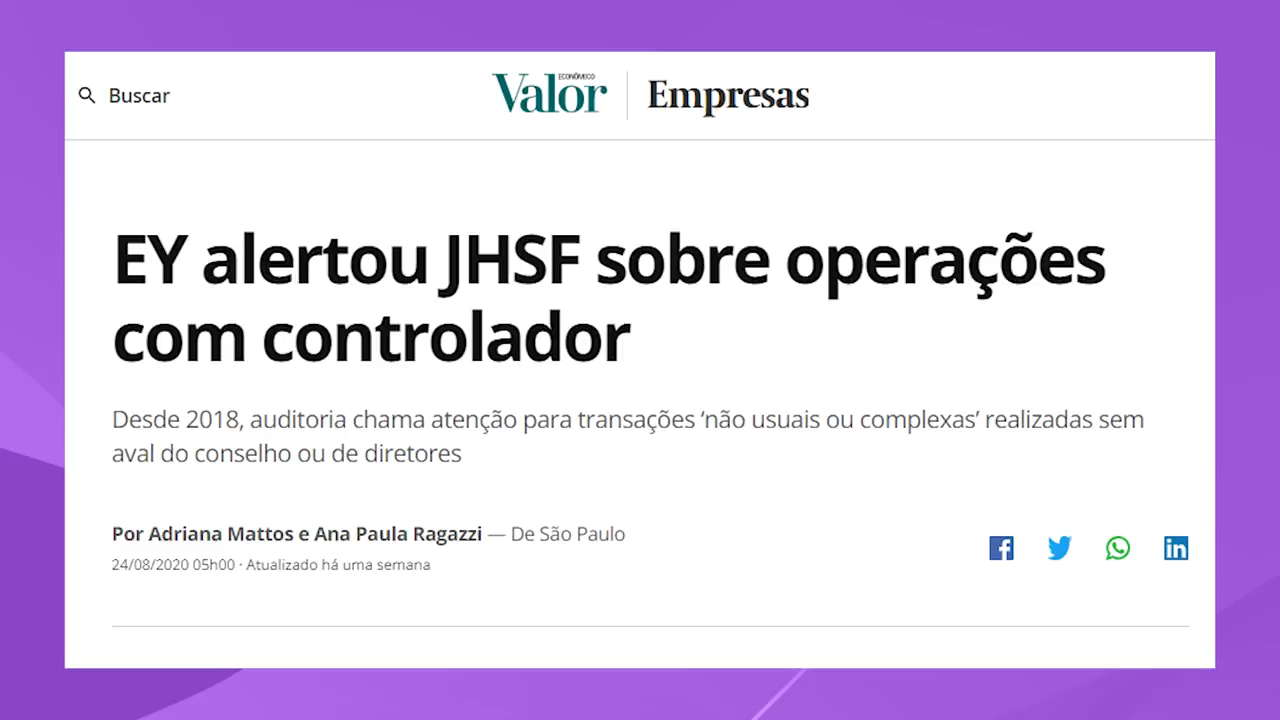 Buscar
Valor ECONÔMICO
Empresas
EY alertou JHSF sobre operações
com controlador
Desde 2018, auditoria chama atenção para transações ‘não usuais ou complexas’ realizadas sem
aval do conselho ou de diretores
Por Adriana Mattos e Ana Paula Ragazzi — De São Paulo
24/08/2020 05h00 · Atualizado há uma semana